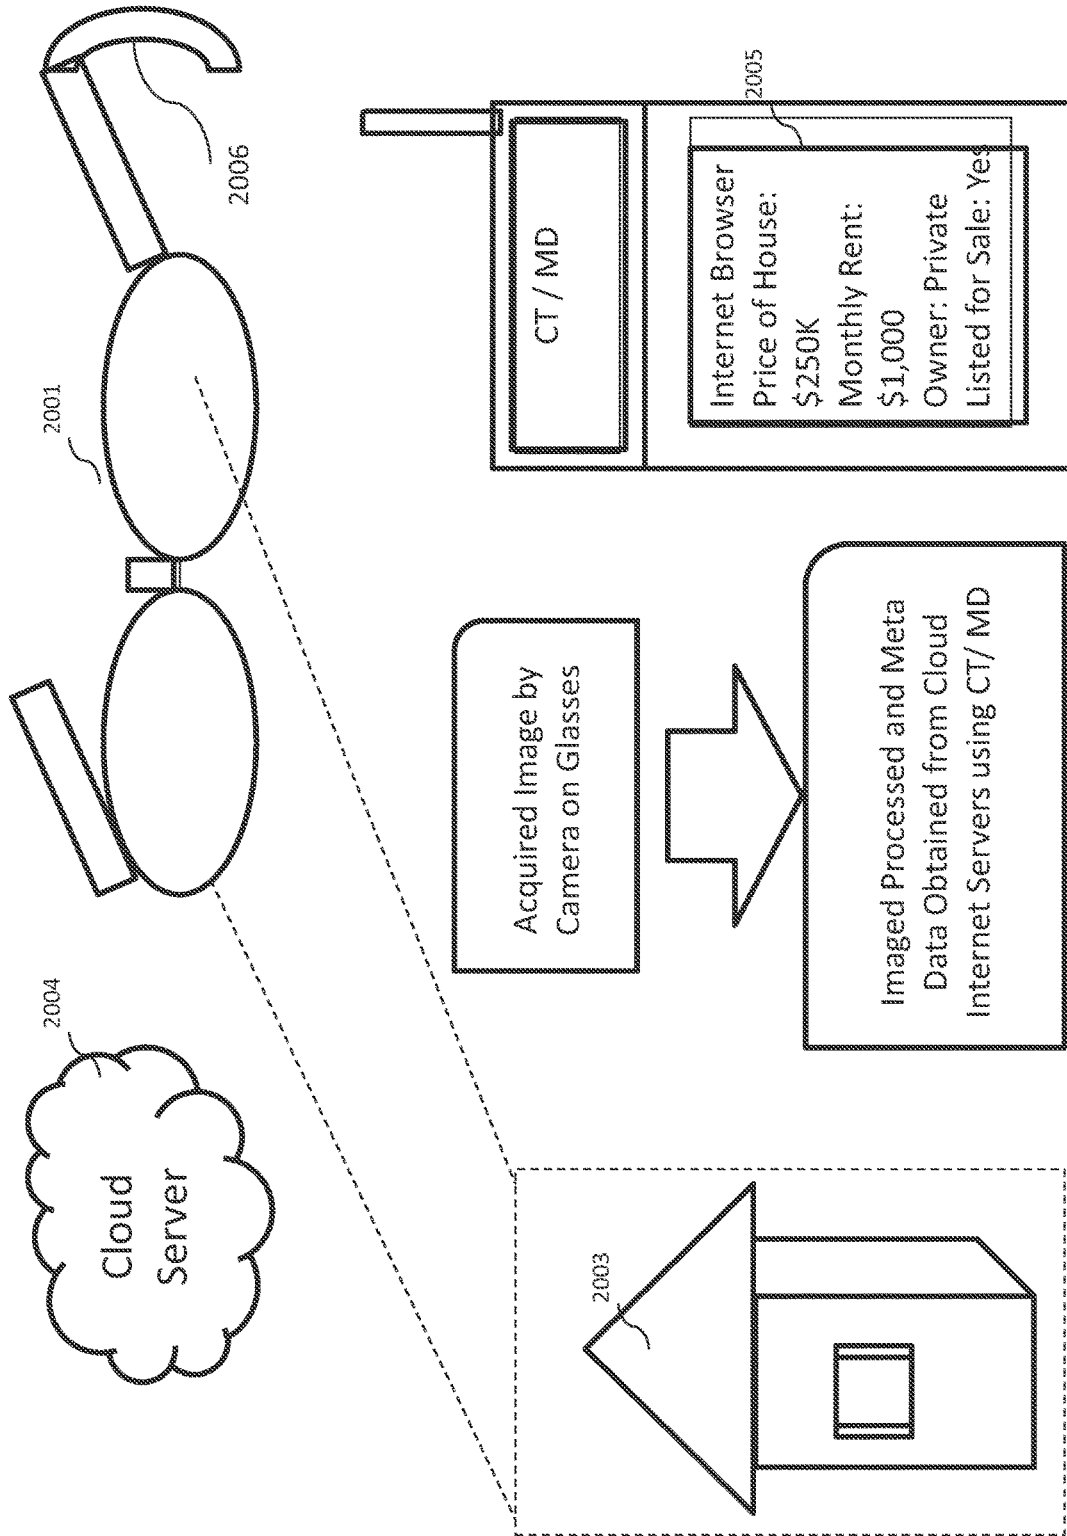 2004
Cloud
Server
2001
2006
2003
Acquired Image by
Camera on Glasses
Imaged Processed and Meta
Data Obtained from Cloud
Internet Servers using CT/ MD
CT / MD
2005
Internet Browser
Price of House:
$250K
Monthly Rent:
$1,000
Owner: Private
Listed for Sale: Yes